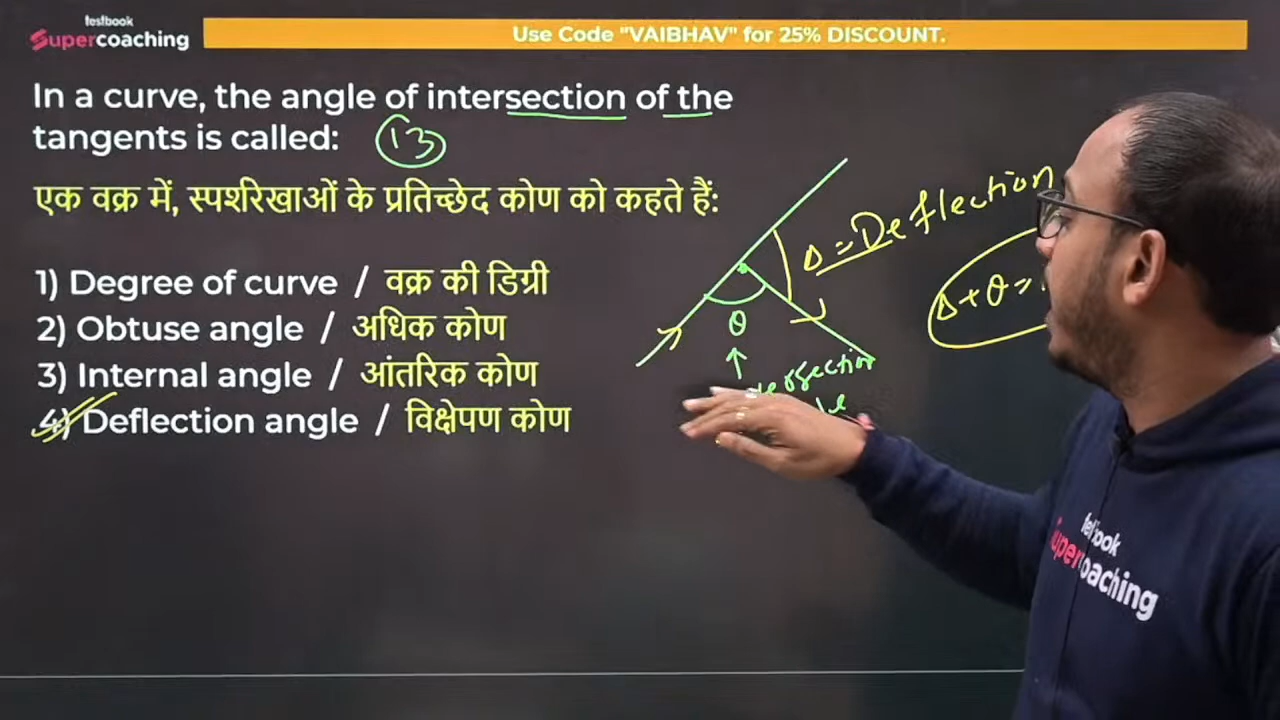 testbook
Supercoaching
Use Code "VAIBHAV" for 25% DISCOUNT.
In a curve, the angle of intersection of the
tangents is called:
13
एक वक्र में, स्पर्शरेखाओं के प्रतिच्छेद कोण को कहते हैं:
1) Degree of curve / वक्र की डिग्री
2) Obtuse angle / अधिक कोण
3) Internal angle / आंतरिक कोण
4) Deflection angle / विक्षेपण कोण
Δ = Deflection
Δ + θ =
θ
testbook
Supercoaching